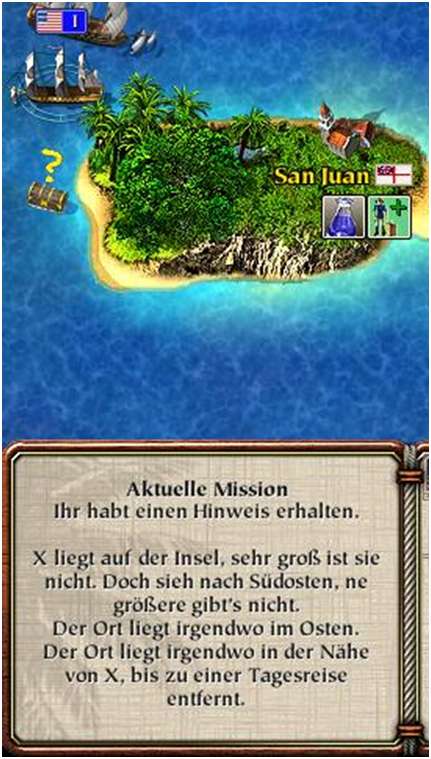 I
San Juan
Aktuelle Mission
Ihr habt einen Hinweis erhalten.
X liegt auf der Insel, sehr groß ist sie
nicht. Doch sieh nach Südosten, ne
größere gibt's nicht.
Der Ort liegt irgendwo im Osten.
Der Ort liegt irgendwo in der Nähe
von X, bis zu einer Tagesreise
entfernt.